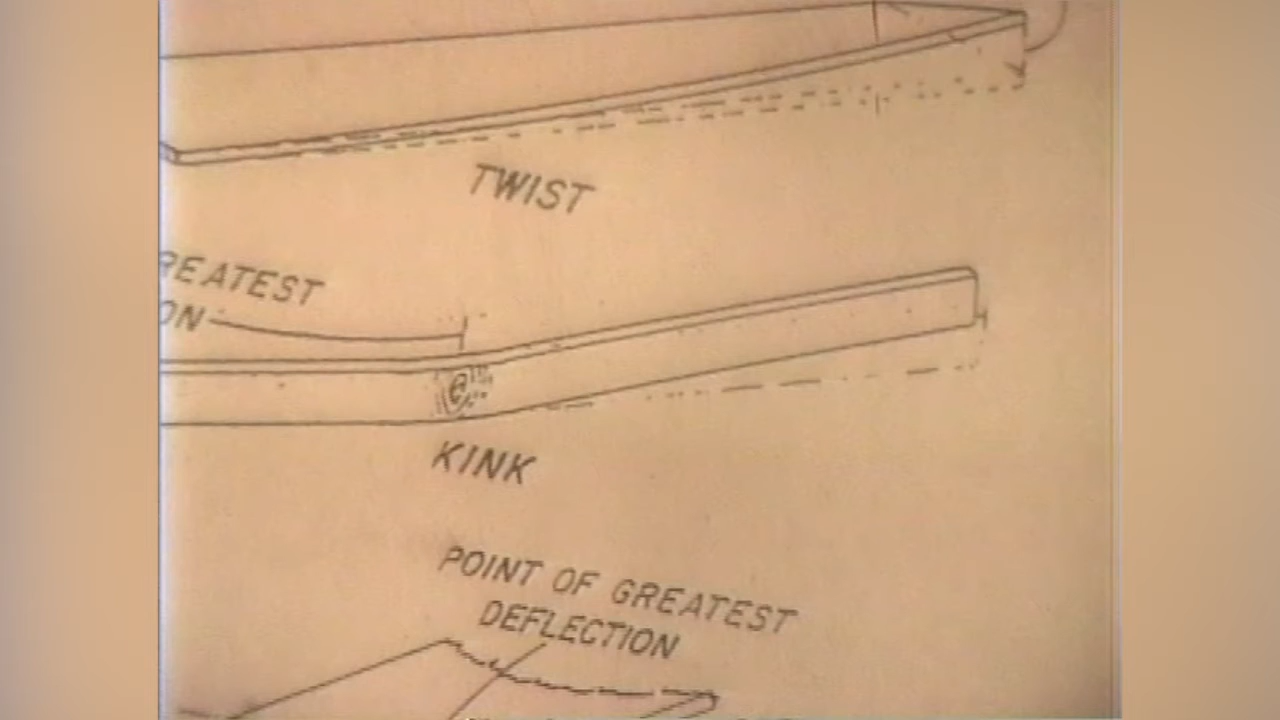 TWIST
REATEST
ON
KINK
POINT OF GREATEST
DEFLECTION